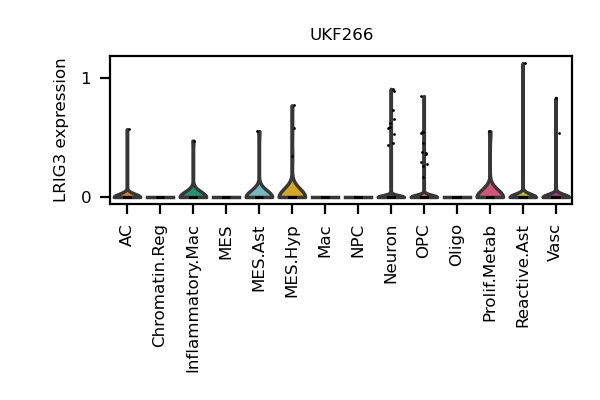 UKF266
LRIG3 expression
1
0
AC
Chromatin.Reg
Inflammatory.Mac
MES
MES.Ast
MES.Hyp
Mac
NPC
Neuron
OPC
Oligo
Prolif.Metab
Reactive.Ast
Vasc